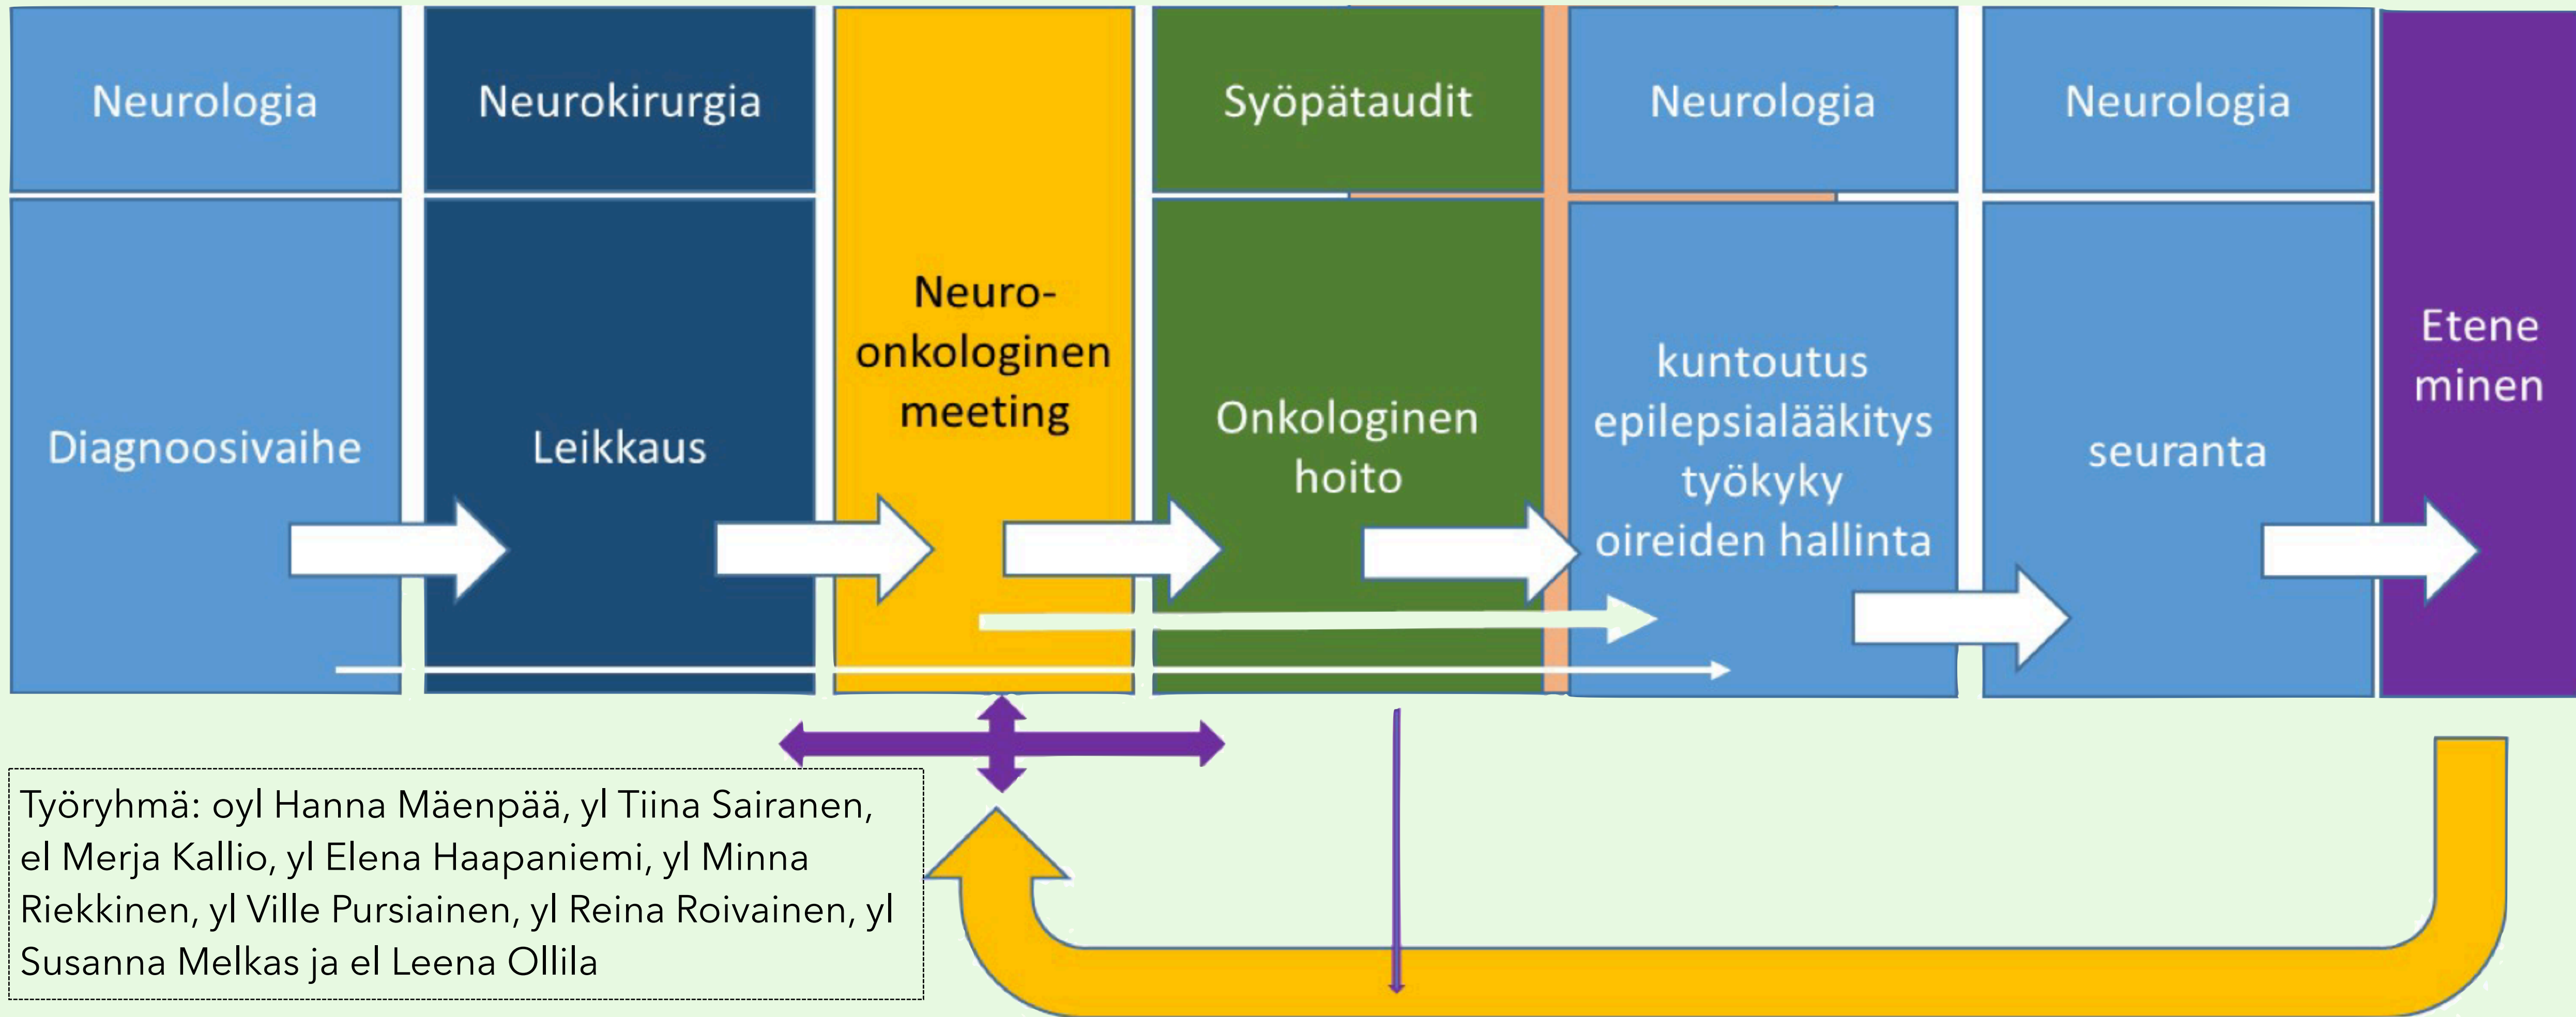 Neurologia
Neurokirurgia
Syöpätaudit
Neurologia
Neurologia
Diagnoosivaihe
Leikkaus
Neuro-
onkologinen
meeting
Onkologinen
hoito
kuntoutus
epilepsialääkitys
työkyky
oireiden hallinta
seuranta
Etene
minen
Työryhmä: oyl Hanna Mäenpää, yl Tiina Sairanen,
el Merja Kallio, yl Elena Haapaniemi, yl Minna
Riekkinen, yl Ville Pursiainen, yl Reina Roivainen, yl
Susanna Melkas ja el Leena Ollila